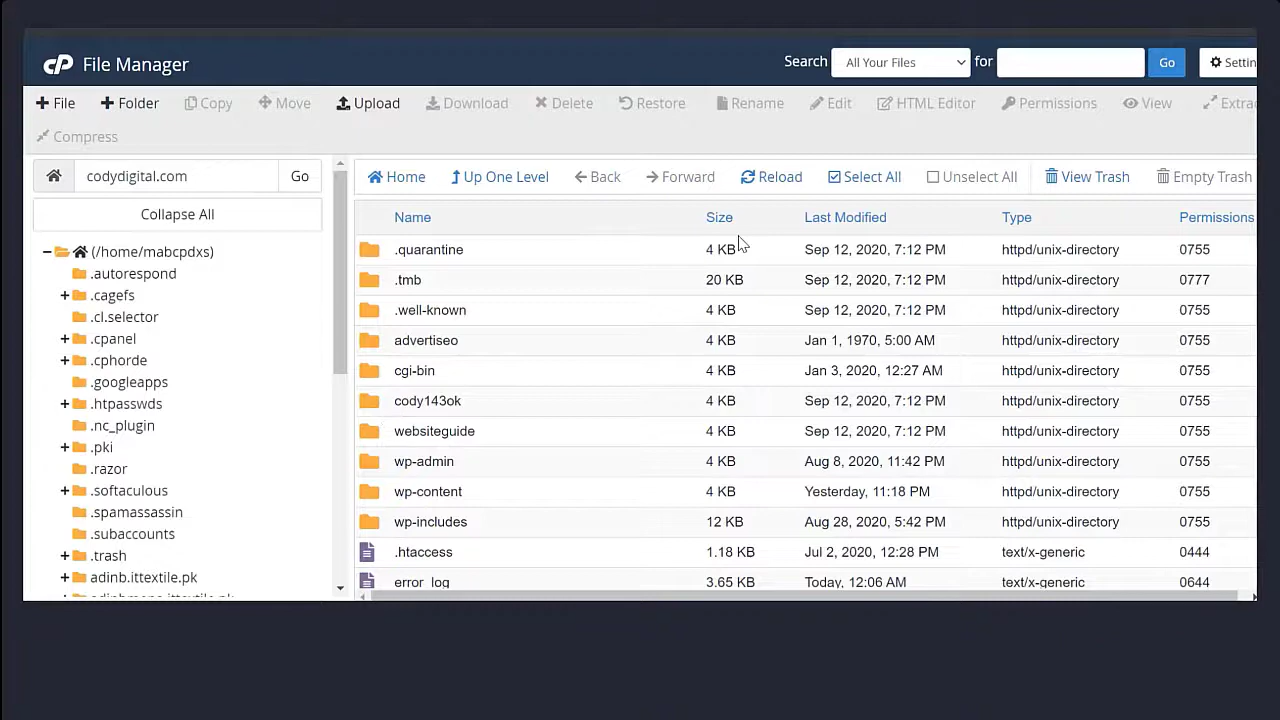 cP File Manager
Search All Your Files for Go Settin
File Folder Copy Move Upload Download Delete Restore Rename Edit HTML Editor Permissions View Extrac
Compress
codydigital.com Go
Home Up One Level Back Forward Reload Select All Unselect All View Trash Empty Trash
Collapse All
Name Size Last Modified Type Permissions
(/home/mabcpdxs)
.autorespond
.cagefs
.cl.selector
.cpanel
.cphorde
.googleapps
.htpasswds
.nc_plugin
.pki
.razor
.softaculous
.spamassassin
.subaccounts
.trash
adinb.ittextile.pk
.quarantine 4 KB Sep 12, 2020, 7:12 PM httpd/unix-directory 0755
.tmb 20 KB Sep 12, 2020, 7:12 PM httpd/unix-directory 0777
.well-known 4 KB Sep 12, 2020, 7:12 PM httpd/unix-directory 0755
advertiseo 4 KB Jan 1, 1970, 5:00 AM httpd/unix-directory 0755
cgi-bin 4 KB Jan 3, 2020, 12:27 AM httpd/unix-directory 0755
cody143ok 4 KB Sep 12, 2020, 7:12 PM httpd/unix-directory 0755
websiteguide 4 KB Sep 12, 2020, 7:12 PM httpd/unix-directory 0755
wp-admin 4 KB Aug 8, 2020, 11:42 PM httpd/unix-directory 0755
wp-content 4 KB Yesterday, 11:18 PM httpd/unix-directory 0755
wp-includes 12 KB Aug 28, 2020, 5:42 PM httpd/unix-directory 0755
.htaccess 1.18 KB Jul 2, 2020, 12:28 PM text/x-generic 0444
error_log 3.65 KB Today, 12:06 AM text/x-generic 0644